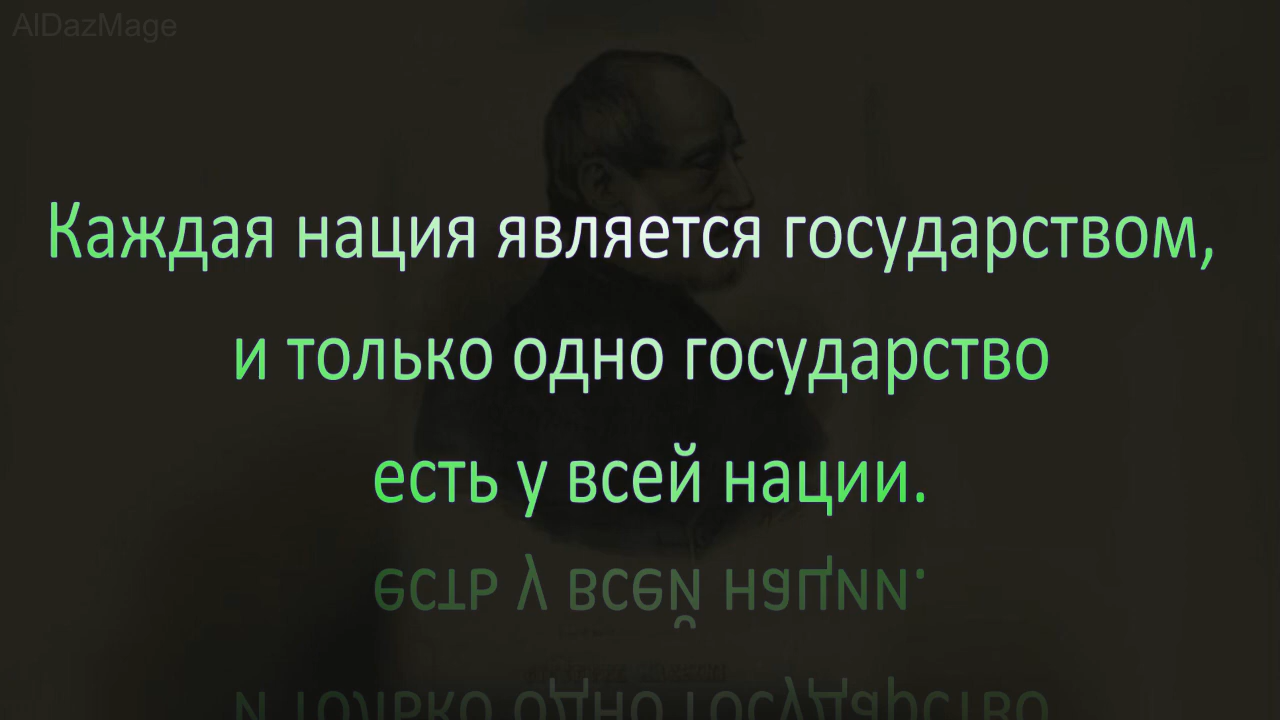 AlDazMage
Каждая нация является государством,
и только одно государство
есть у всей нации.